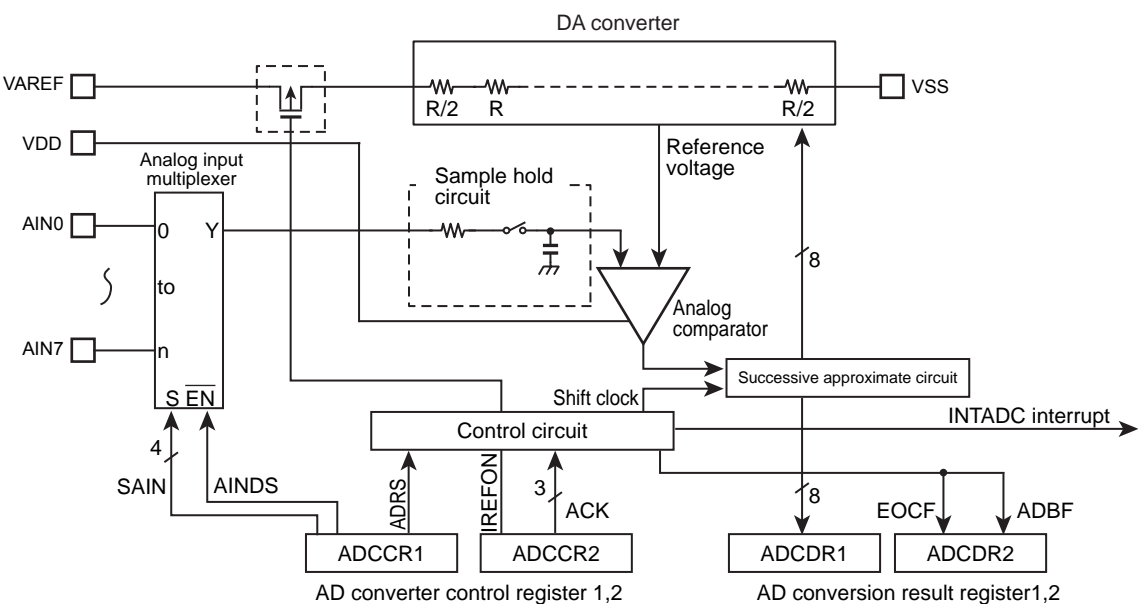 DA converter
VAREF
R/2
R
R/2
VSS
VDD
Analog input
multiplexer
Reference
voltage
Sample hold
circuit
AIN0
0
Y
to
8
Analog
comparator
AIN7
n
S EN
Successive approximate circuit
Shift clock
INTADC interrupt
Control circuit
4
SAIN
AINDS
ADRS
IREFON
3
ACK
8
EOCF
ADBF
ADCCR1
ADCCR2
ADCDR1
ADCDR2
AD converter control register 1,2
AD conversion result register1,2